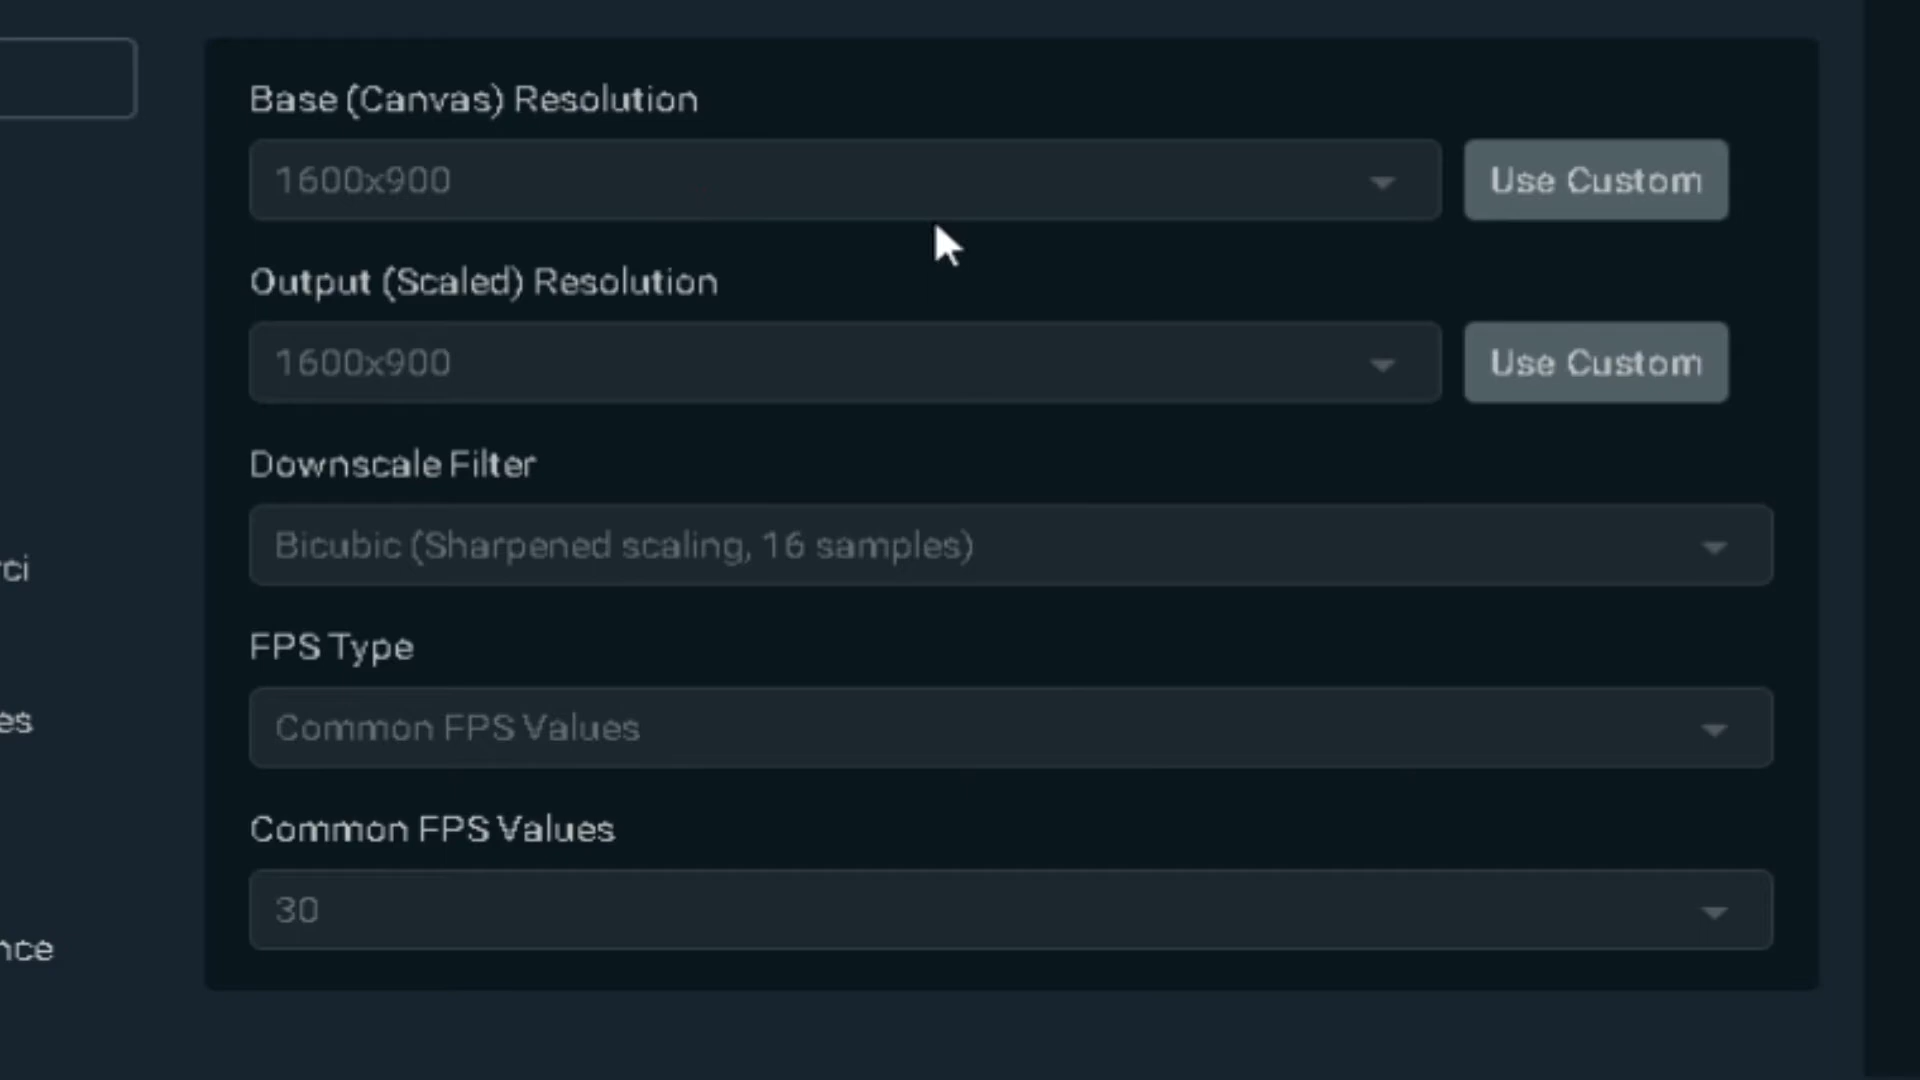 Base (Canvas) Resolution
1600x900
Use Custom
Output (Scaled) Resolution
1600x900
Use Custom
Downscale Filter
Bicubic (Sharpened scaling, 16 samples)
FPS Type
Common FPS Values
Common FPS Values
30